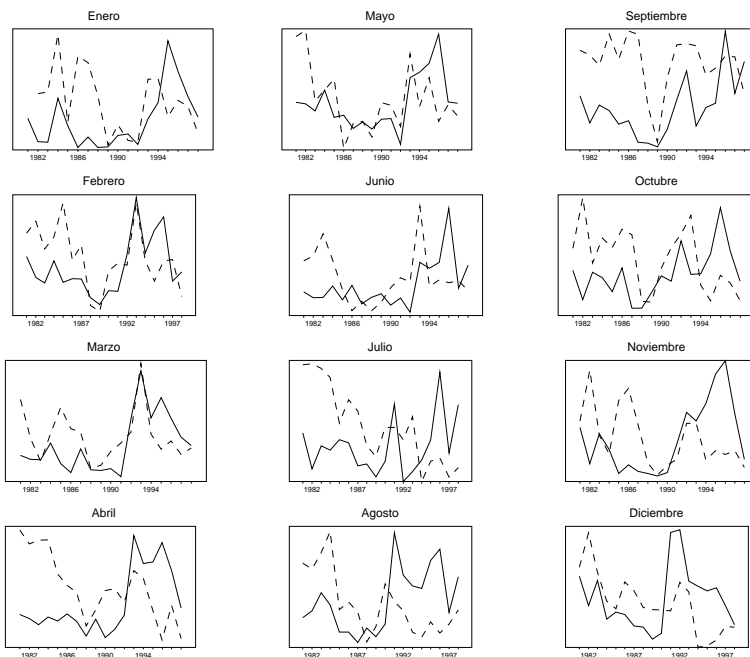 Enero
1982 1986 1990 1994
Mayo
1982 1986 1990 1994
Septiembre
1982 1986 1990 1994
Febrero
1982 1987 1992 1997
Junio
1982 1986 1990 1994
Octubre
1982 1986 1990 1994
Marzo
1982 1986 1990 1994
Julio
1982 1987 1992 1997
Noviembre
1982 1986 1990 1994
Abril
1982 1986 1990 1994
Agosto
1982 1987 1992 1997
Diciembre
1982 1987 1992 1997